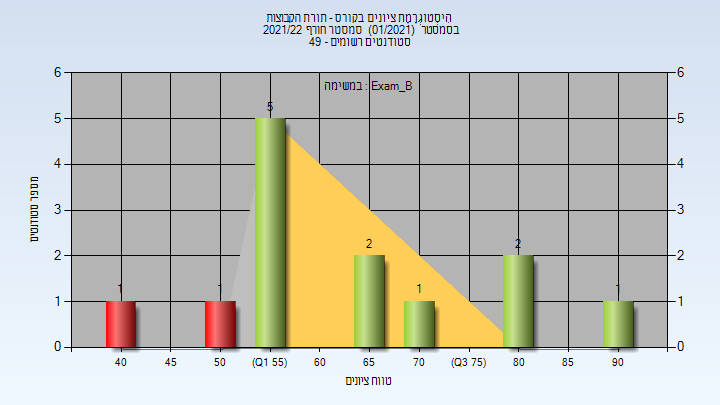 היסטוגרמת ציונים בקורס - תורת הקבוצות
בסמסטר (01/2021) סמסטר חורף 2021/22
סטודנטים רשומים - 49
במשימה : Exam_B
מספר סטודנטים
6 6
5 5
4 4
3 3
2 2
1 1
0 0
1 1 5 2 1 2 1
40 45 50 (Q1 55) 60 65 70 (Q3 75) 80 85 90
טווח ציונים